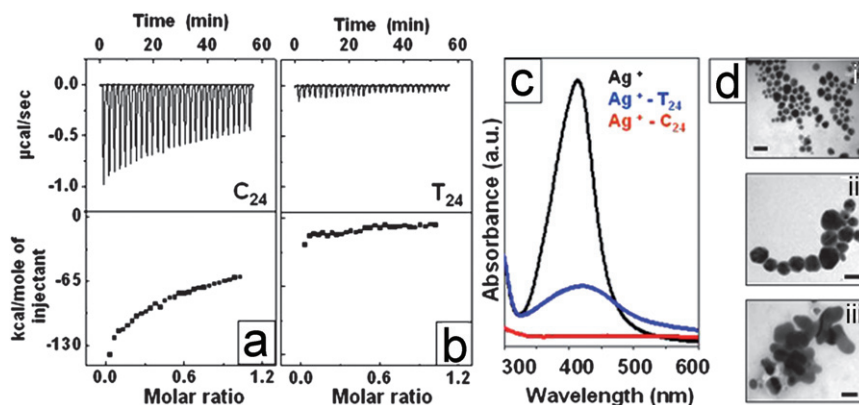 Time (min)
0 20 40 60
0.0
-0.5
-1.0
µcal/sec
C24
0
-65
-130
kcal/mole of
injectant
a
0.0 0.6 1.2
Molar ratio
Time (min)
0 20 40 60
T24
b
0.0 0.6 1.2
Molar ratio
c
Ag+
Ag+ - T24
Ag+ - C24
Absorbance (a.u.)
300 400 500 600
Wavelength (nm)
d
i
ii
iii